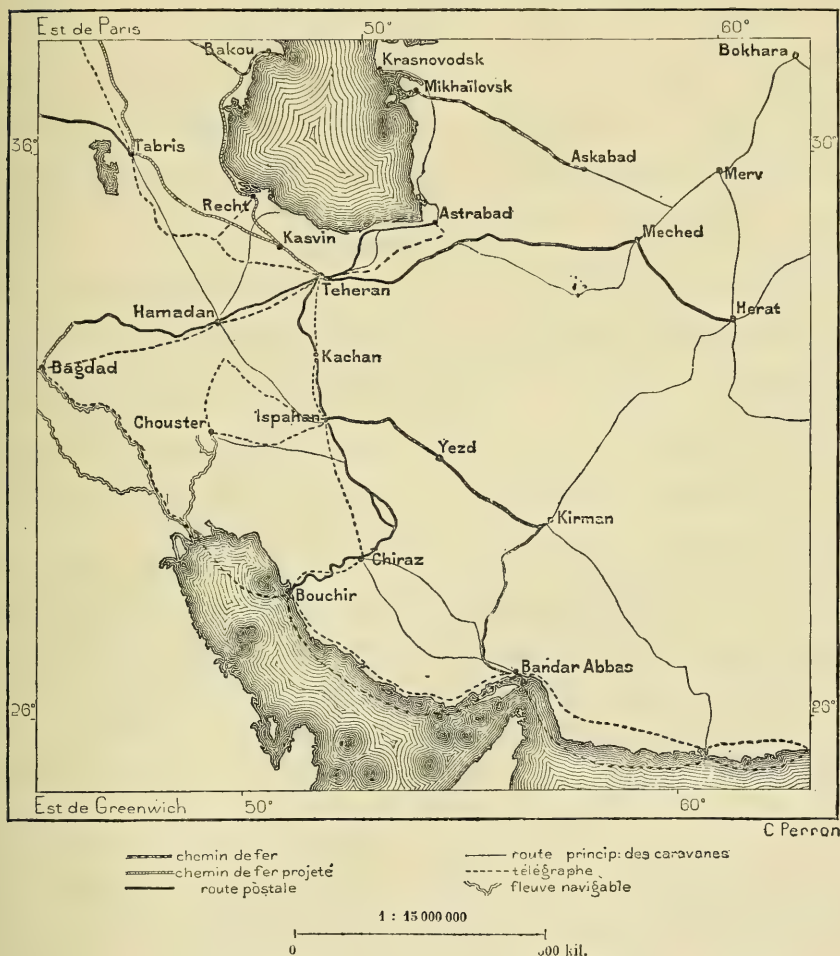 Est de Paris
50°
60°
Bakou
Krasnovodsk
Bokhara
Mikhaïlovsk
36°
Tabris
Askabad
Merv
Recht
Astrabad
Kasvin
Meched
Teheran
Hamadan
Herat
Kachan
Bagdad
Chouster
Ispahan
Yezd
Kirman
Chiraz
Bouchir
Bandar Abbas
26°
Est de Greenwich
50°
60°
C Perron
chemin de fer
chemin de fer projeté
route postale
route princip: des caravanes
télégraphe
fleuve navigable
1 : 15 000 000
0
500 kil.